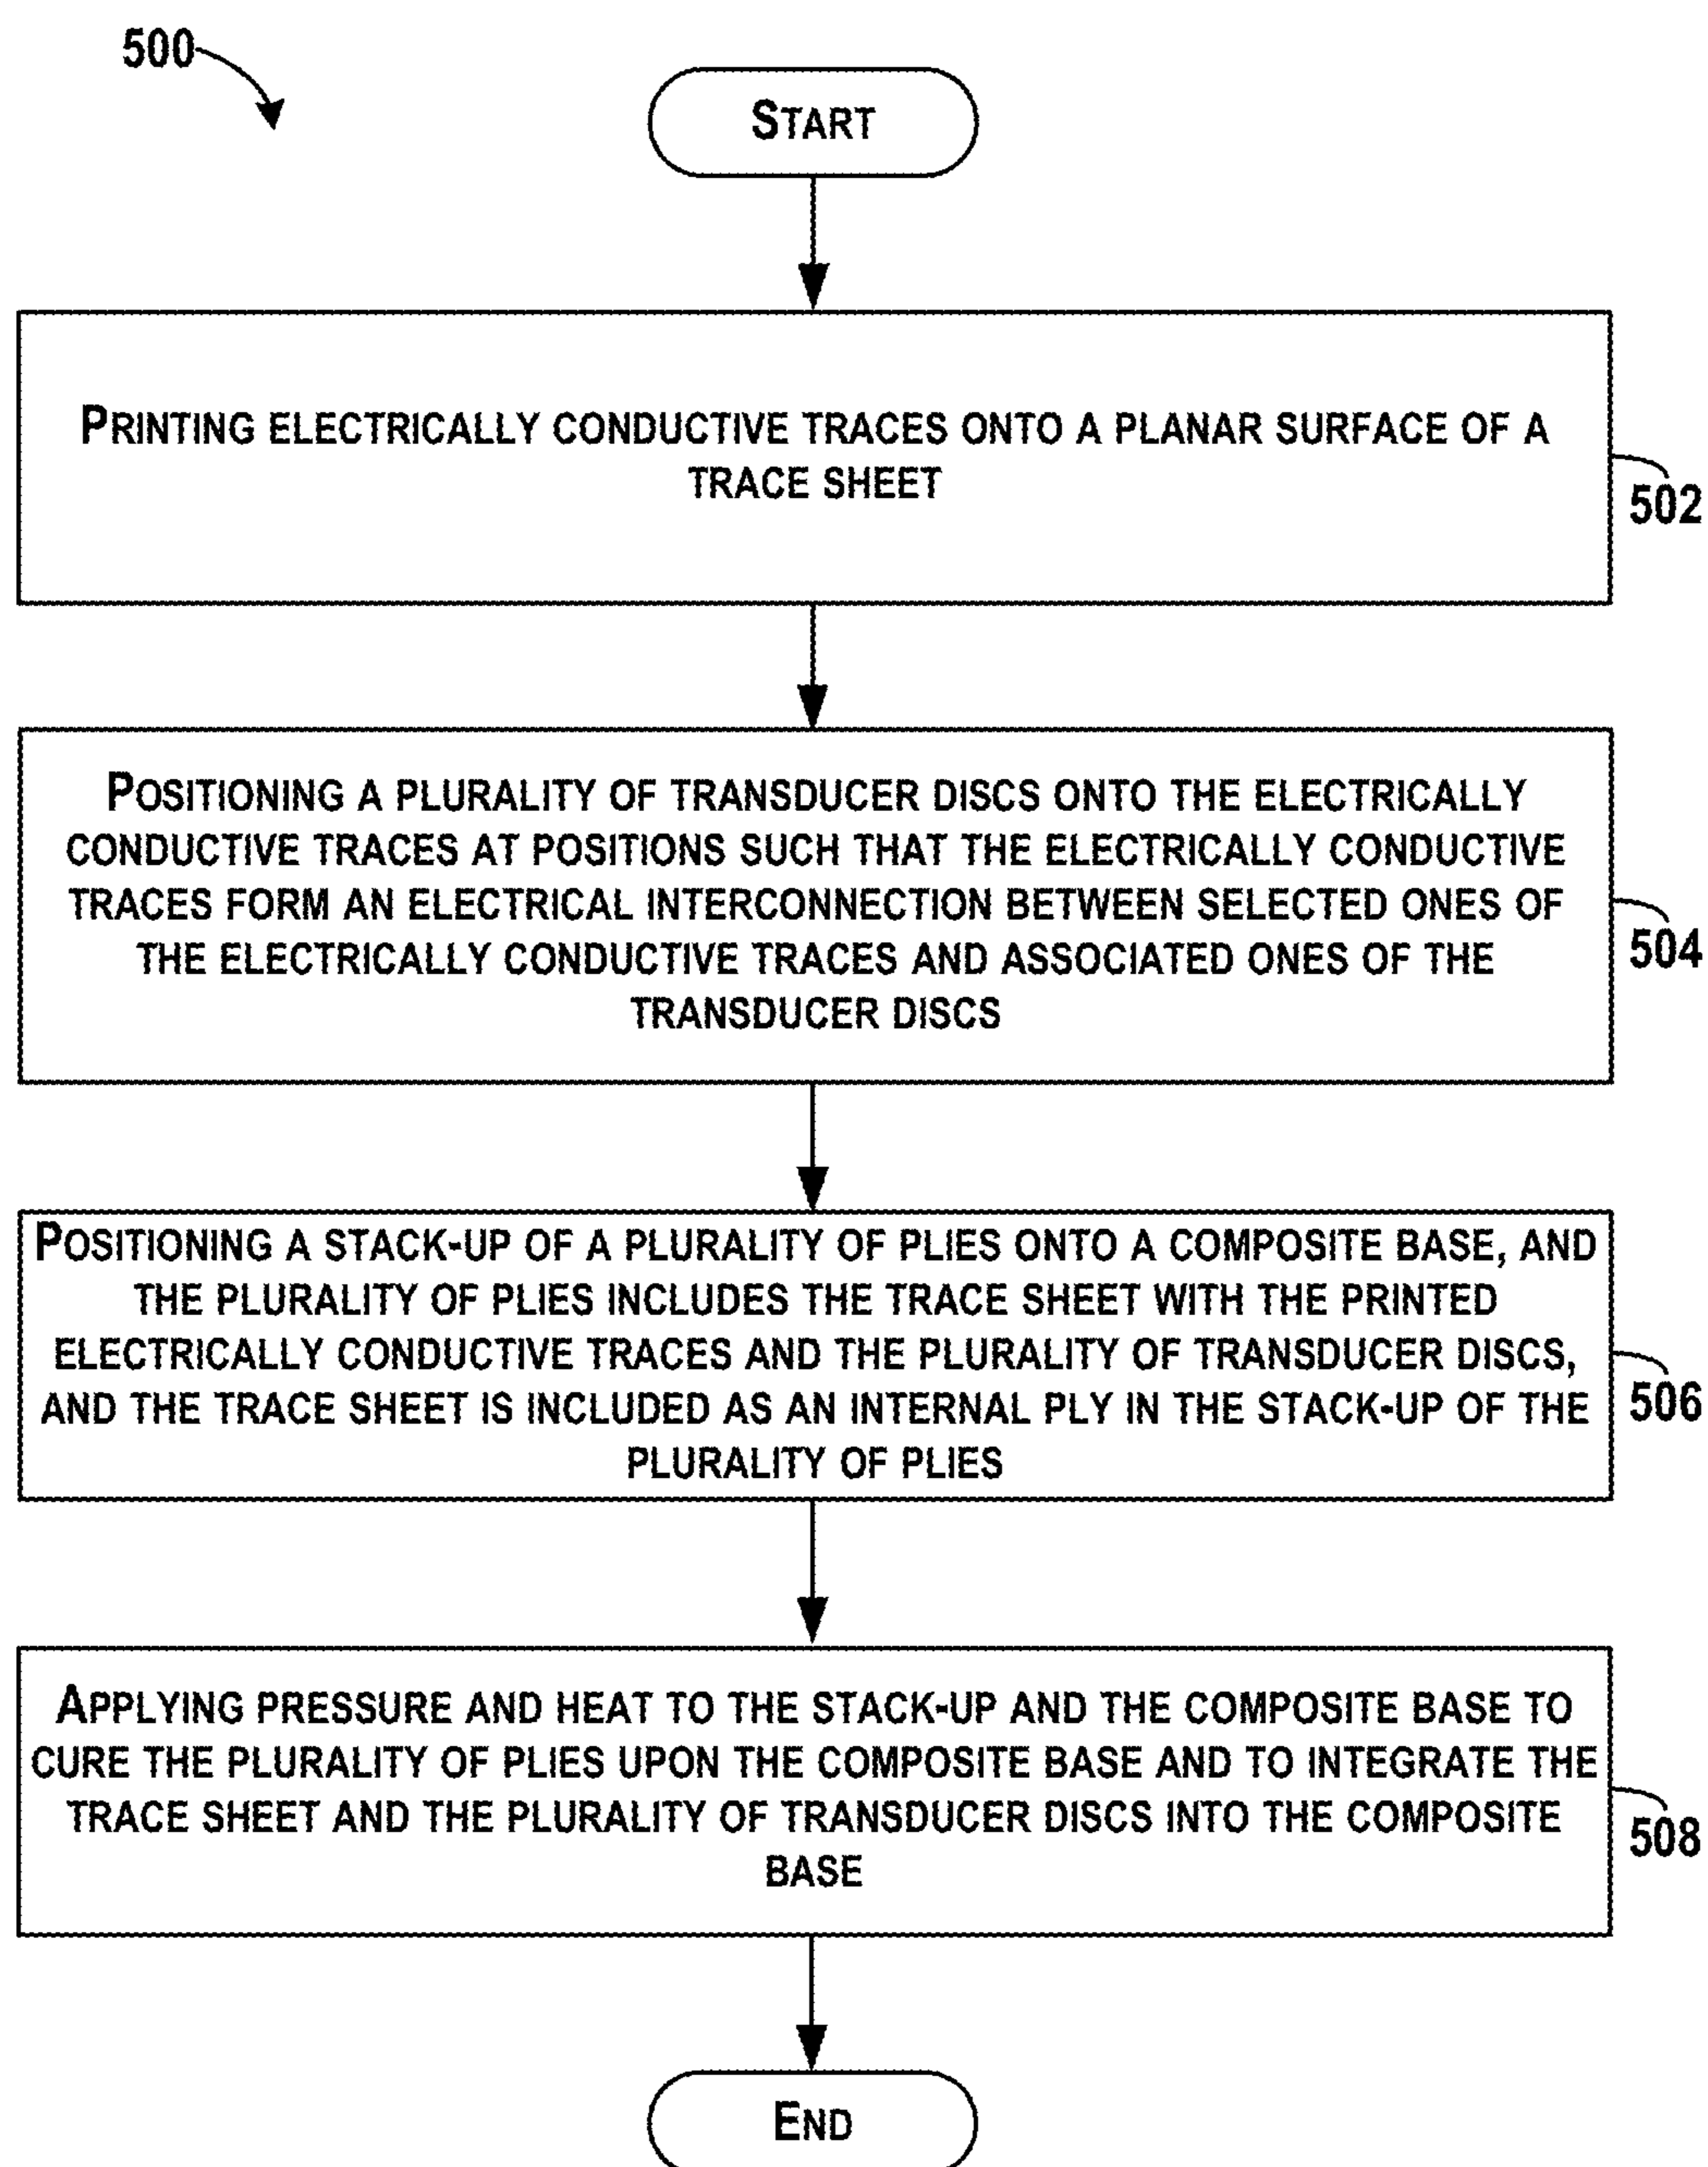 500
START
PRINTING ELECTRICALLY CONDUCTIVE TRACES ONTO A PLANAR SURFACE OF A
TRACE SHEET
502
POSITIONING A PLURALITY OF TRANSDUCER DISCS ONTO THE ELECTRICALLY
CONDUCTIVE TRACES AT POSITIONS SUCH THAT THE ELECTRICALLY CONDUCTIVE
TRACES FORM AN ELECTRICAL INTERCONNECTION BETWEEN SELECTED ONES OF
THE ELECTRICALLY CONDUCTIVE TRACES AND ASSOCIATED ONES OF THE
TRANSDUCER DISCS
504
POSITIONING A STACK-UP OF A PLURALITY OF PLIES ONTO A COMPOSITE BASE, AND
THE PLURALITY OF PLIES INCLUDES THE TRACE SHEET WITH THE PRINTED
ELECTRICALLY CONDUCTIVE TRACES AND THE PLURALITY OF TRANSDUCER DISCS,
AND THE TRACE SHEET IS INCLUDED AS AN INTERNAL PLY IN THE STACK-UP OF THE
PLURALITY OF PLIES
506
APPLYING PRESSURE AND HEAT TO THE STACK-UP AND THE COMPOSITE BASE TO
CURE THE PLURALITY OF PLIES UPON THE COMPOSITE BASE AND TO INTEGRATE THE
TRACE SHEET AND THE PLURALITY OF TRANSDUCER DISCS INTO THE COMPOSITE
BASE
508
END